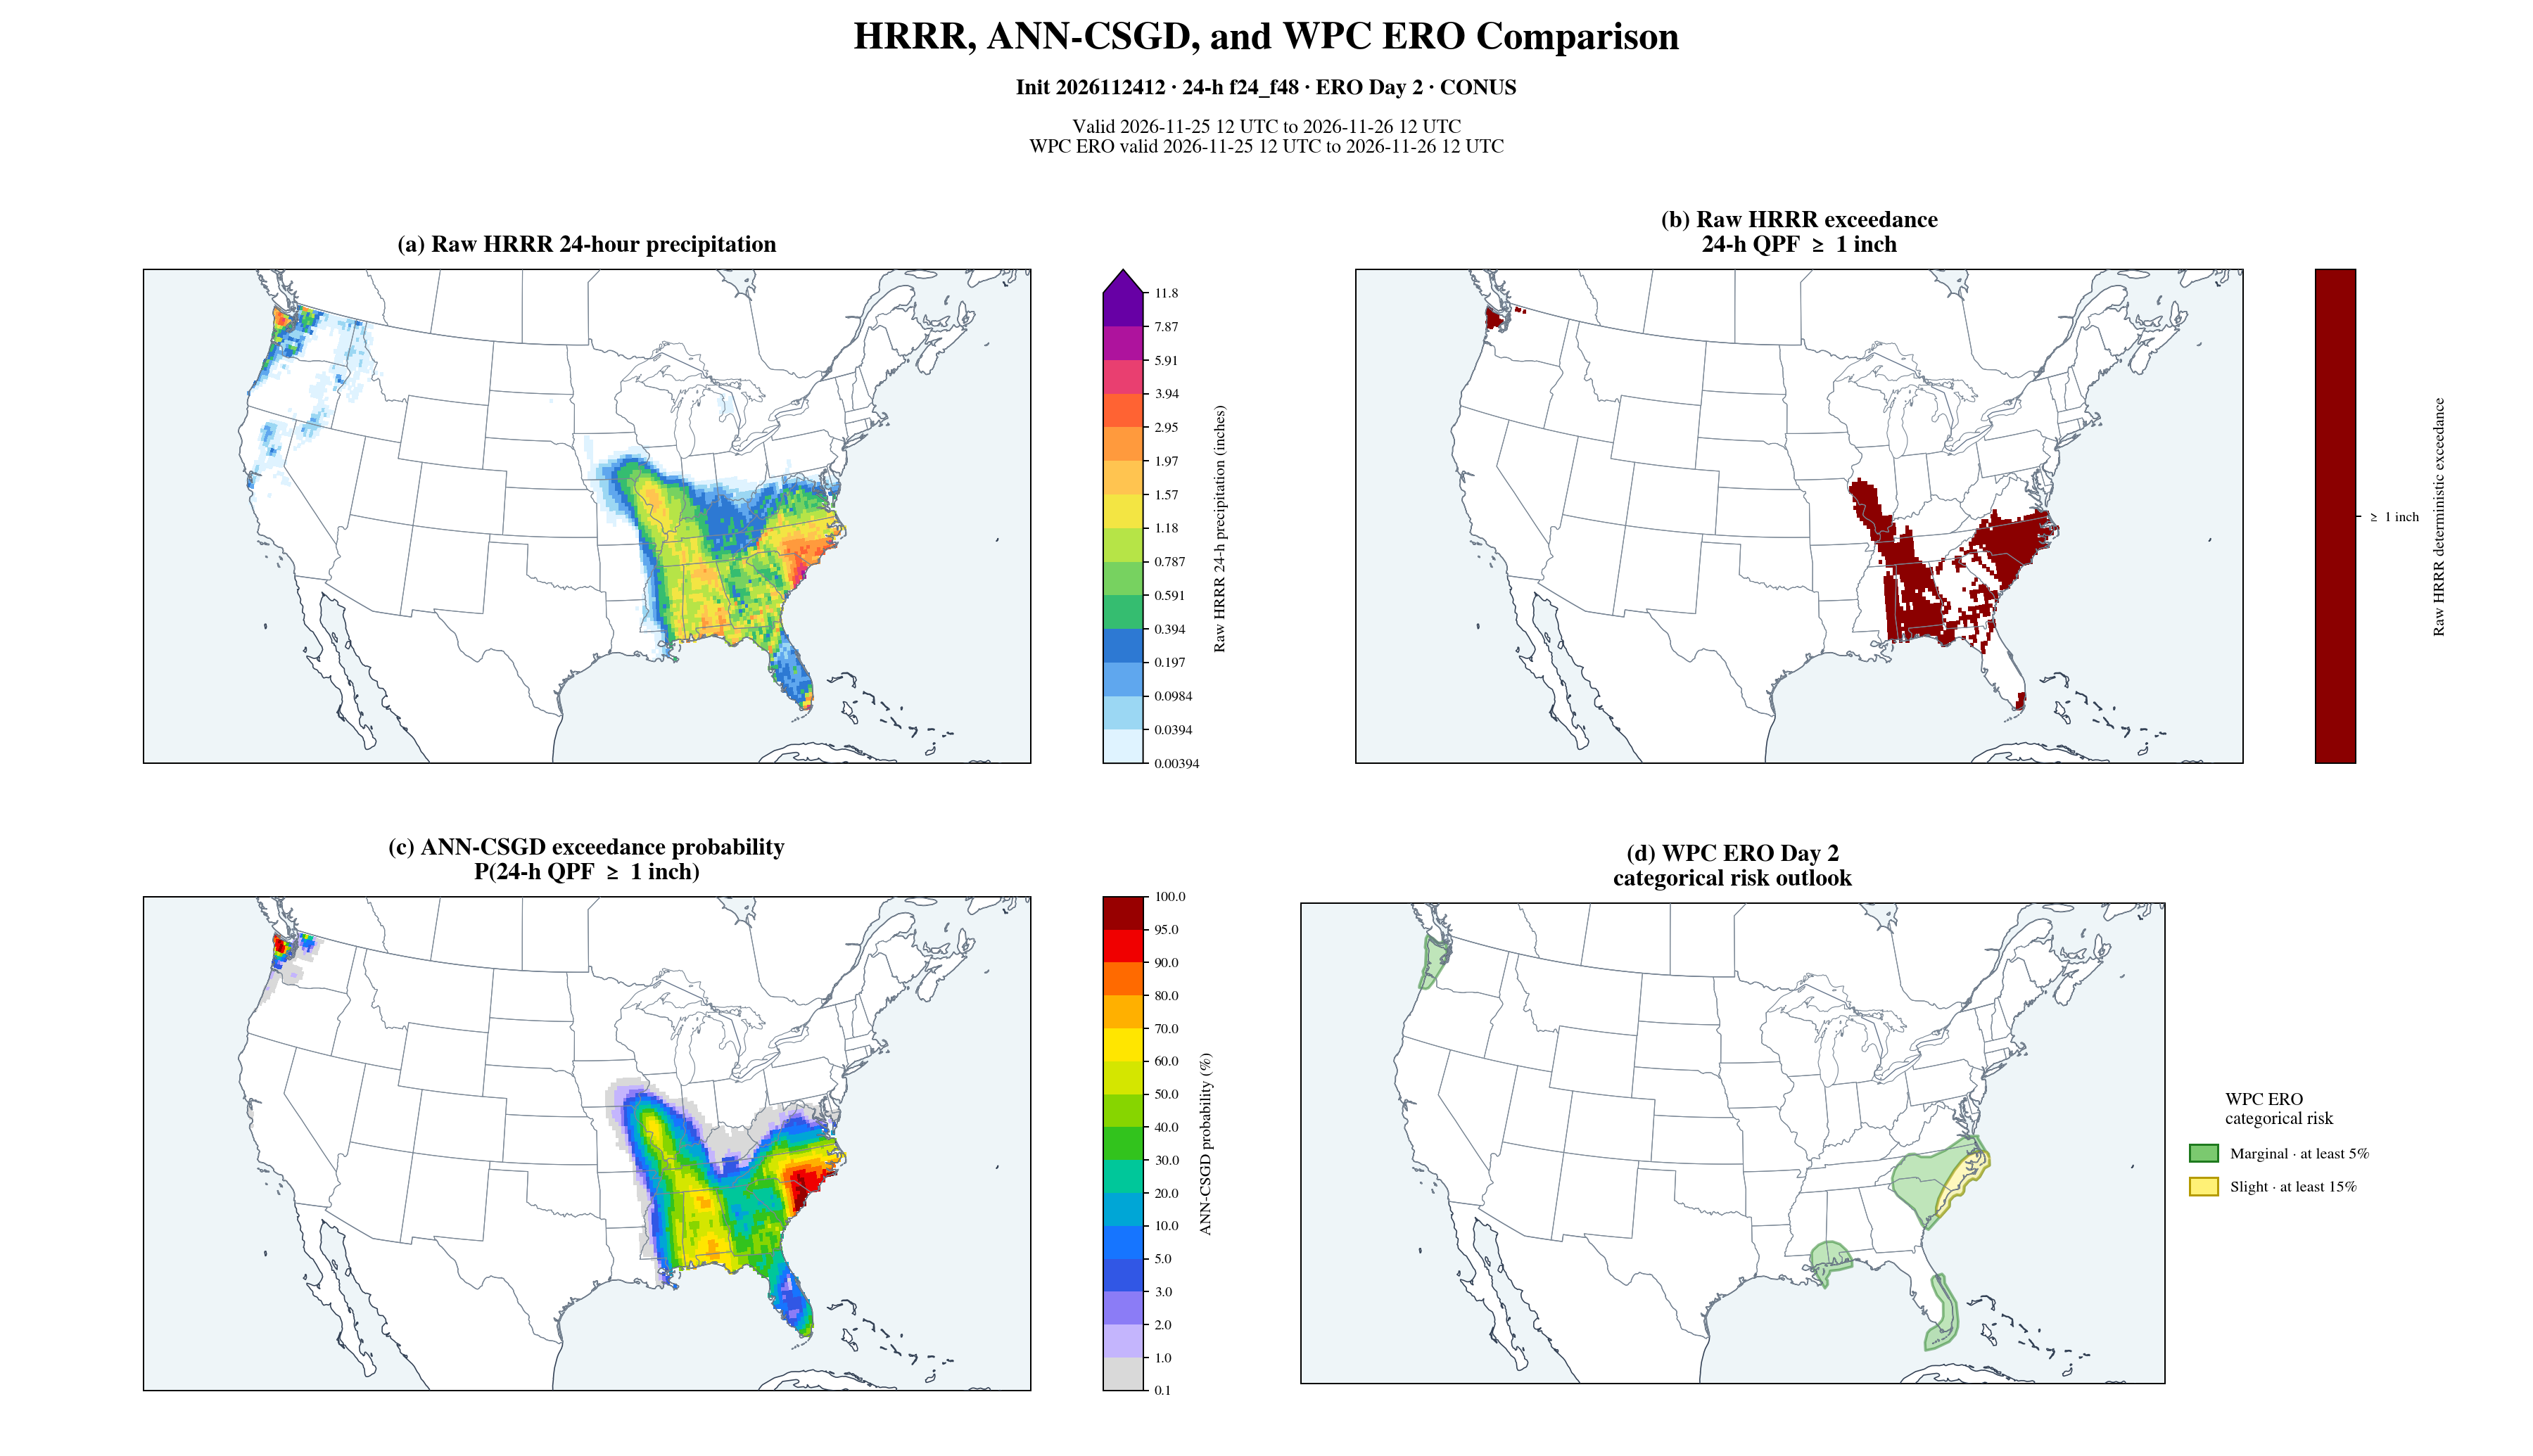 HRRR, ANN-CSGD, and WPC ERO Comparison
Init 2026112412 · 24-h f24_f48 · ERO Day 2 · CONUS
Valid 2026-11-25 12 UTC to 2026-11-26 12 UTC
WPC ERO valid 2026-11-25 12 UTC to 2026-11-26 12 UTC
(a) Raw HRRR 24-hour precipitation
11.8
7.87
5.91
3.94
2.95
1.97
1.57
1.18
0.787
0.591
0.394
0.197
0.0984
0.0394
0.00394
Raw HRRR 24-h precipitation (inches)
(b) Raw HRRR exceedance
24-h QPF ≥ 1 inch
≥ 1 inch
Raw HRRR deterministic exceedance
(c) ANN-CSGD exceedance probability
P(24-h QPF ≥ 1 inch)
100.0
95.0
90.0
80.0
70.0
60.0
50.0
40.0
30.0
20.0
10.0
5.0
3.0
2.0
1.0
0.1
ANN-CSGD probability (%)
(d) WPC ERO Day 2
categorical risk outlook
WPC ERO
categorical risk
Marginal · at least 5%
Slight · at least 15%